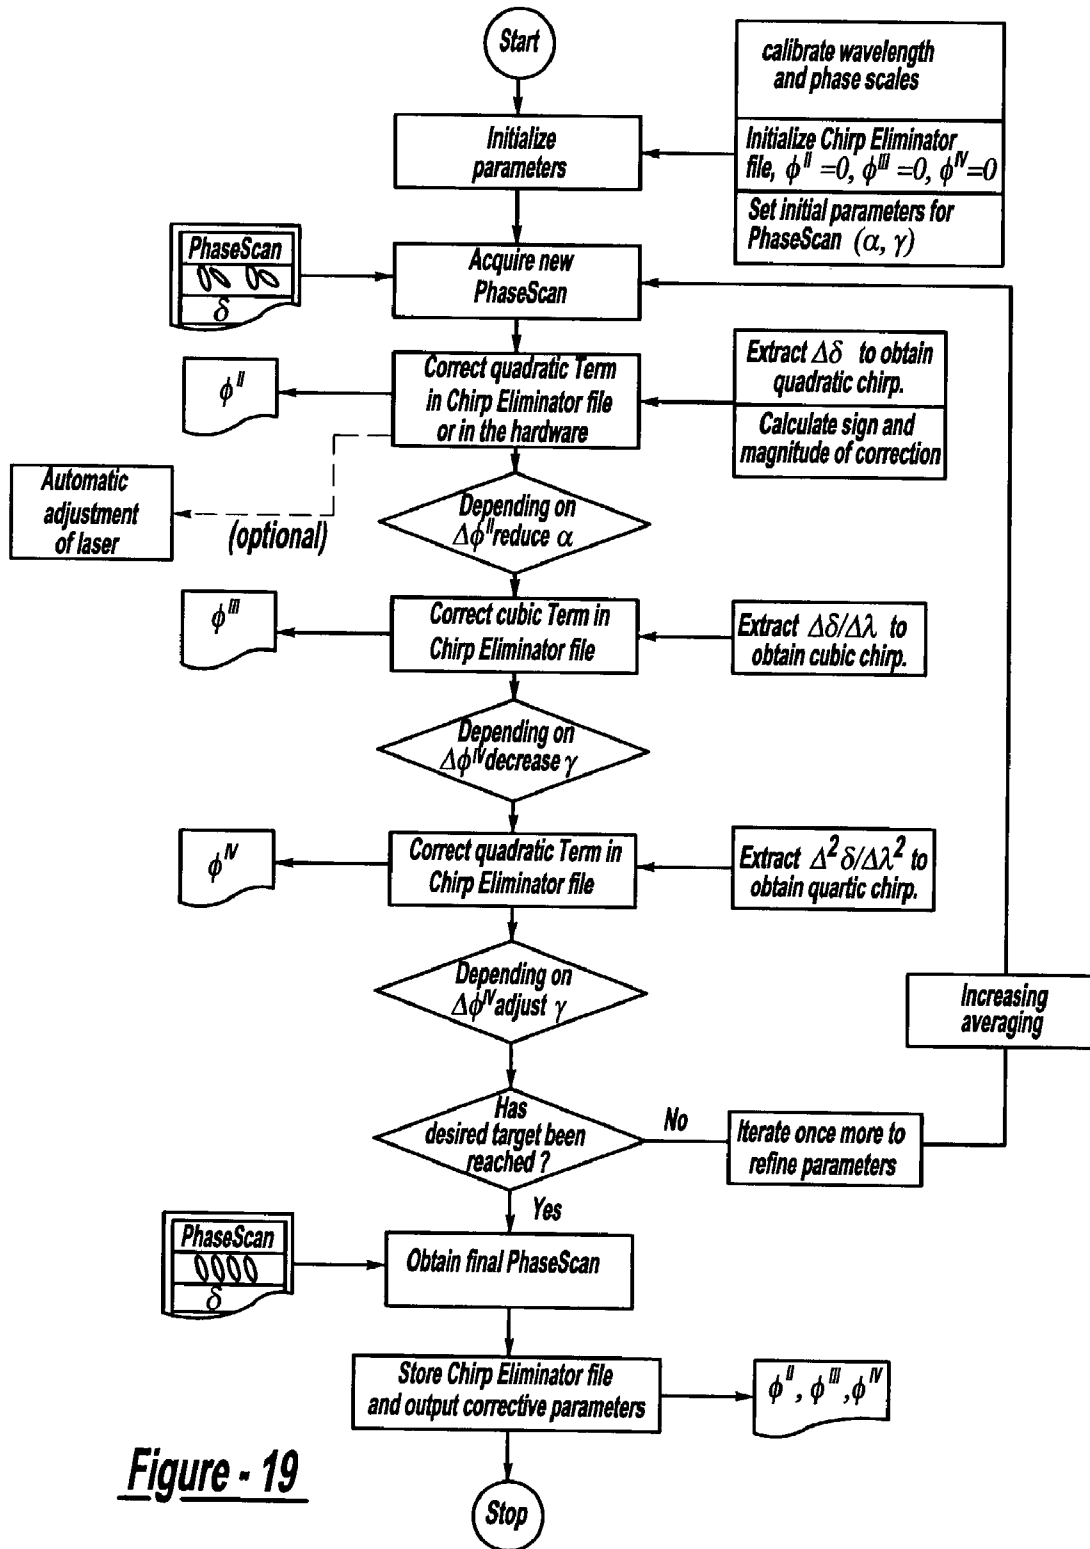 Start
calibrate wavelength
and phase scales
Initialize
parameters
Initialize Chirp Eliminator
file, ϕ^II =0, ϕ^III =0, ϕ^IV=0
Set initial parameters for
PhaseScan (α, γ)
PhaseScan
δ
Acquire new
PhaseScan
Correct quadratic Term
in Chirp Eliminator file
or in the hardware
ϕ^II
Extract Δδ to obtain
quadratic chirp.
Calculate sign and
magnitude of correction
Automatic
adjustment
of laser
(optional)
Depending on
Δϕ^II reduce α
ϕ^III
Correct cubic Term in
Chirp Eliminator file
Extract Δδ/Δλ to
obtain cubic chirp.
Depending on
Δϕ^IV decrease γ
ϕ^IV
Correct quadratic Term in
Chirp Eliminator file
Extract Δ²δ/Δλ² to
obtain quartic chirp.
Depending on
Δϕ^IV adjust γ
Increasing
averaging
Has
desired target been
reached ?
No
Iterate once more to
refine parameters
Yes
PhaseScan
δ
Obtain final PhaseScan
Store Chirp Eliminator file
and output corrective parameters
ϕ^II, ϕ^III, ϕ^IV
Figure - 19
Stop